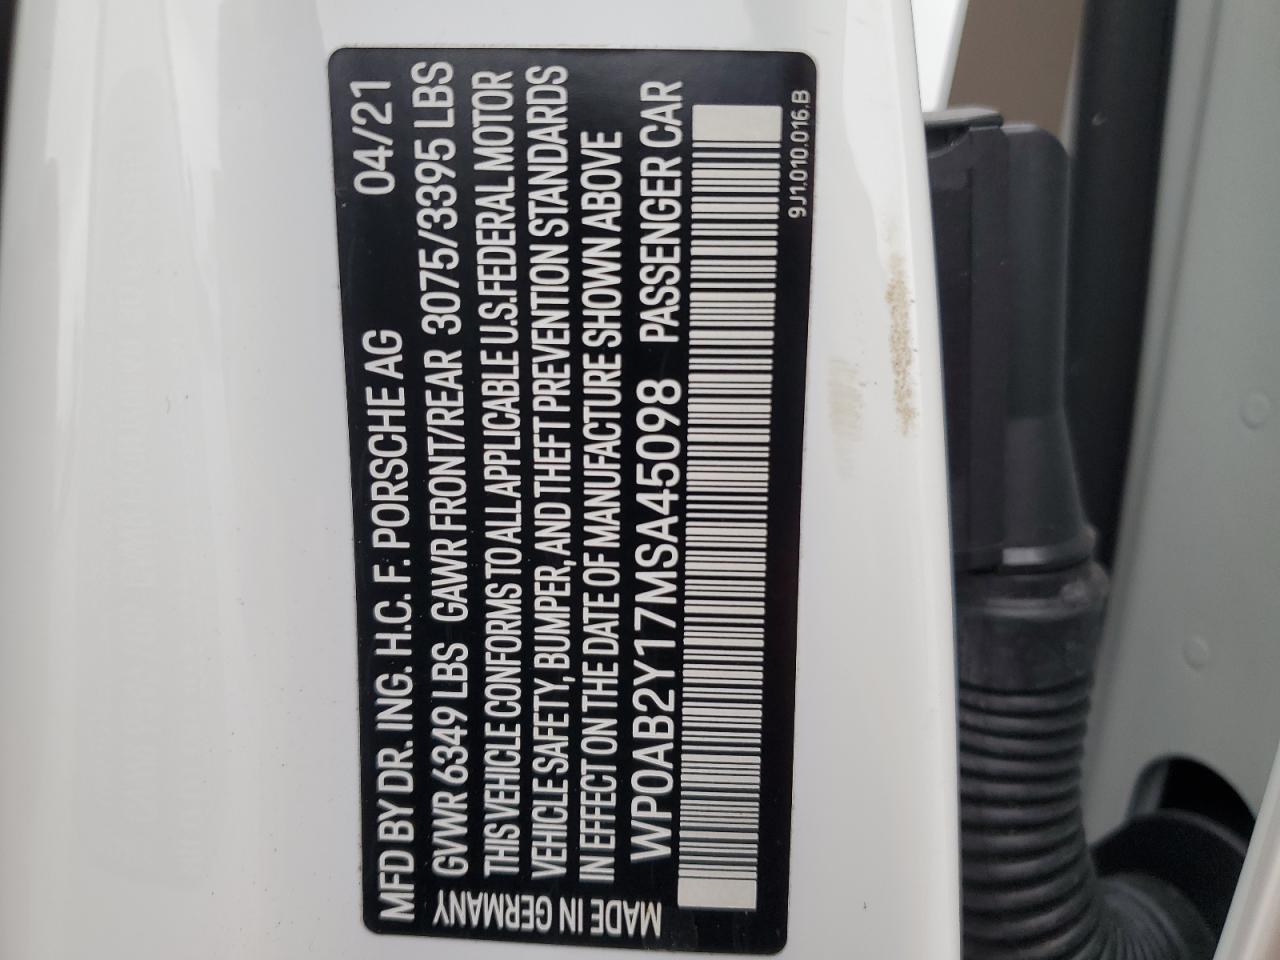 MFD BY DR. ING. H.C. F. PORSCHE AG 04/21
GVWR 6349 LBS GAWR FRONT/REAR 3075/3395 LBS
THIS VEHICLE CONFORMS TO ALL APPLICABLE U.S.FEDERAL MOTOR
VEHICLE SAFETY, BUMPER, AND THEFT PREVENTION STANDARDS
IN EFFECT ON THE DATE OF MANUFACTURE SHOWN ABOVE
WP0AB2Y17MSA45098 PASSENGER CAR
MADE IN GERMANY
9J1.010.016.B